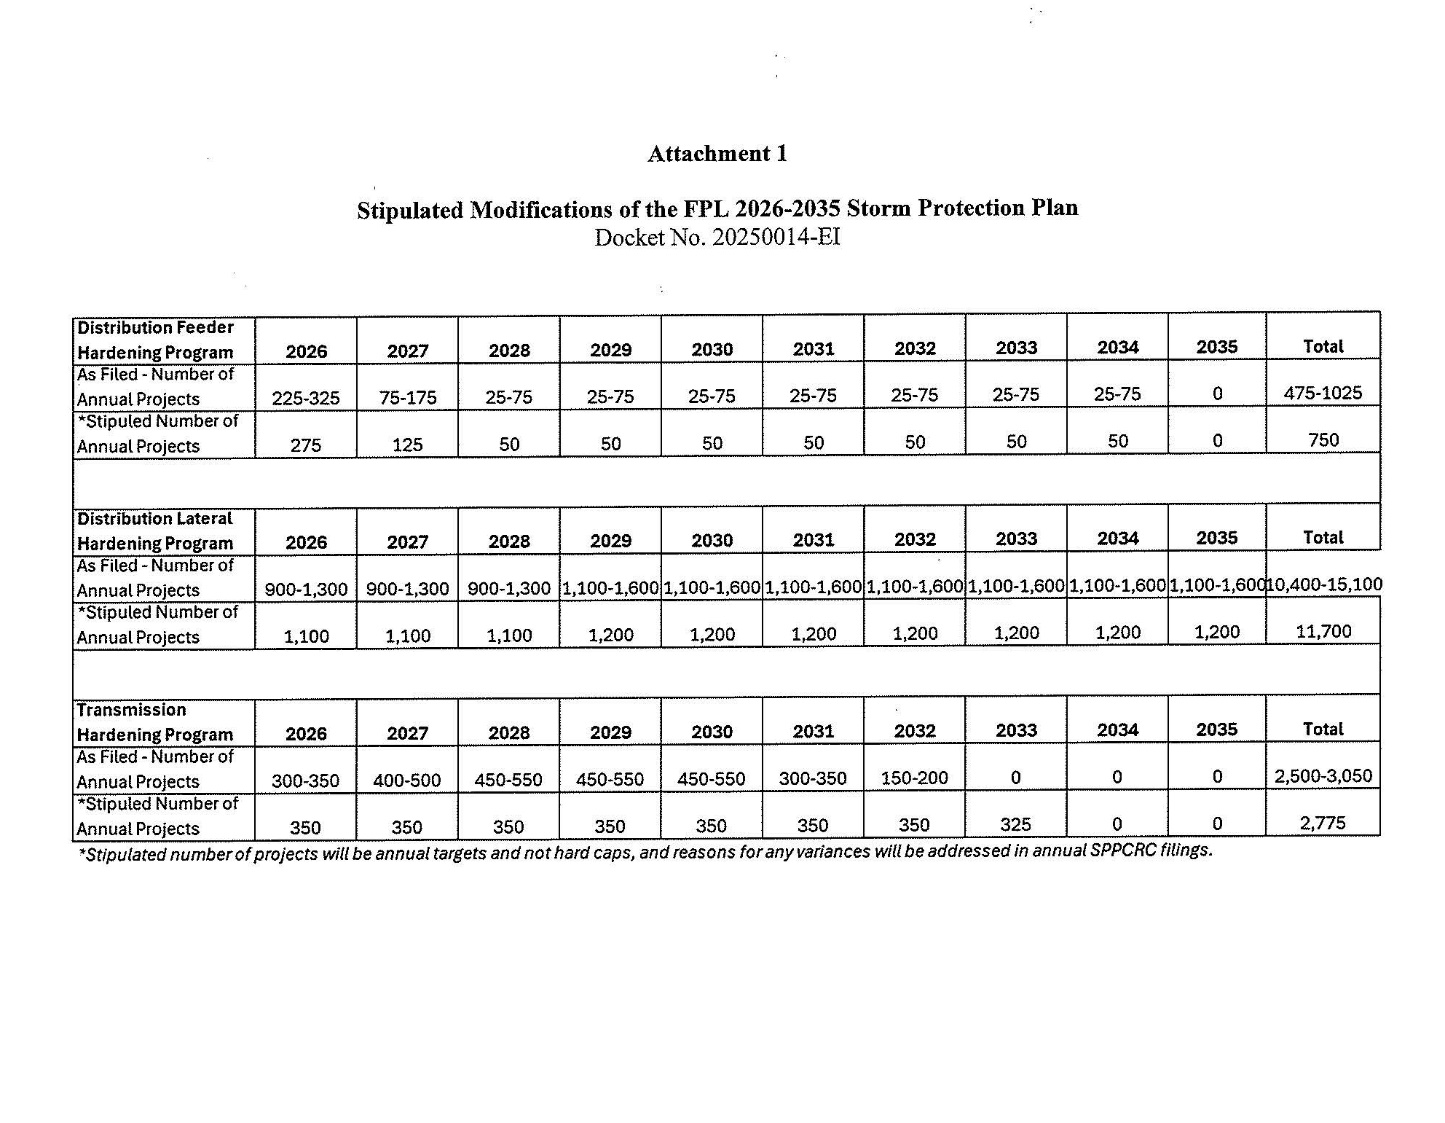 Attachment 1
Stipulated Modifications of the FPL 2026-2035 Storm Protection Plan
Docket No. 20250014-EI
Distribution Feeder
Hardening Program 2026 2027 2028 2029 2030 2031 2032 2033 2034 2035 Total
As Filed - Number of
Annual Projects 225-325 75-175 25-75 25-75 25-75 25-75 25-75 25-75 25-75 0 475-1025
*Stipuled Number of
Annual Projects 275 125 50 50 50 50 50 50 50 0 750
Distribution Lateral
Hardening Program 2026 2027 2028 2029 2030 2031 2032 2033 2034 2035 Total
As Filed - Number of
Annual Projects 900-1,300 900-1,300 900-1,300 1,100-1,600 1,100-1,600 1,100-1,600 1,100-1,600 1,100-1,600 1,100-1,600 1,100-1,600 10,400-15,100
*Stipuled Number of
Annual Projects 1,100 1,100 1,100 1,200 1,200 1,200 1,200 1,200 1,200 1,200 11,700
Transmission
Hardening Program 2026 2027 2028 2029 2030 2031 2032 2033 2034 2035 Total
As Filed - Number of
Annual Projects 300-350 400-500 450-550 450-550 450-550 300-350 150-200 0 0 0 2,500-3,050
*Stipuled Number of
Annual Projects 350 350 350 350 350 350 350 325 0 0 2,775
*Stipulated number of projects will be annual targets and not hard caps, and reasons for any variances will be addressed in annual SPPCRC filings.